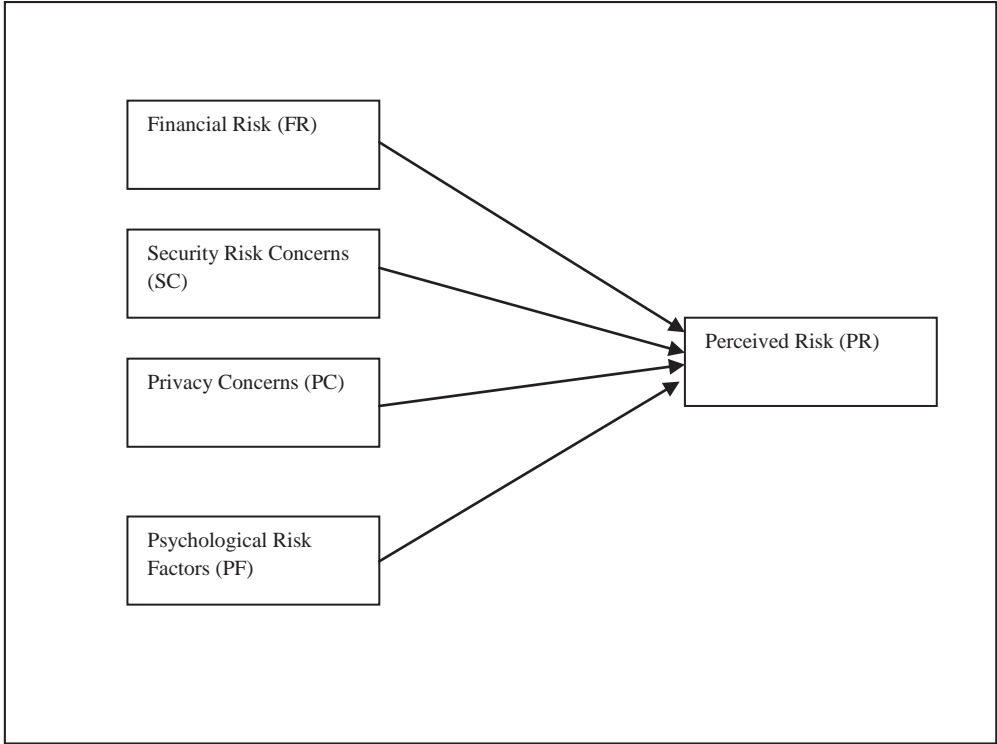 Financial Risk (FR)
Security Risk Concerns
(SC)
Privacy Concerns (PC)
Psychological Risk
Factors (PF)
Perceived Risk (PR)